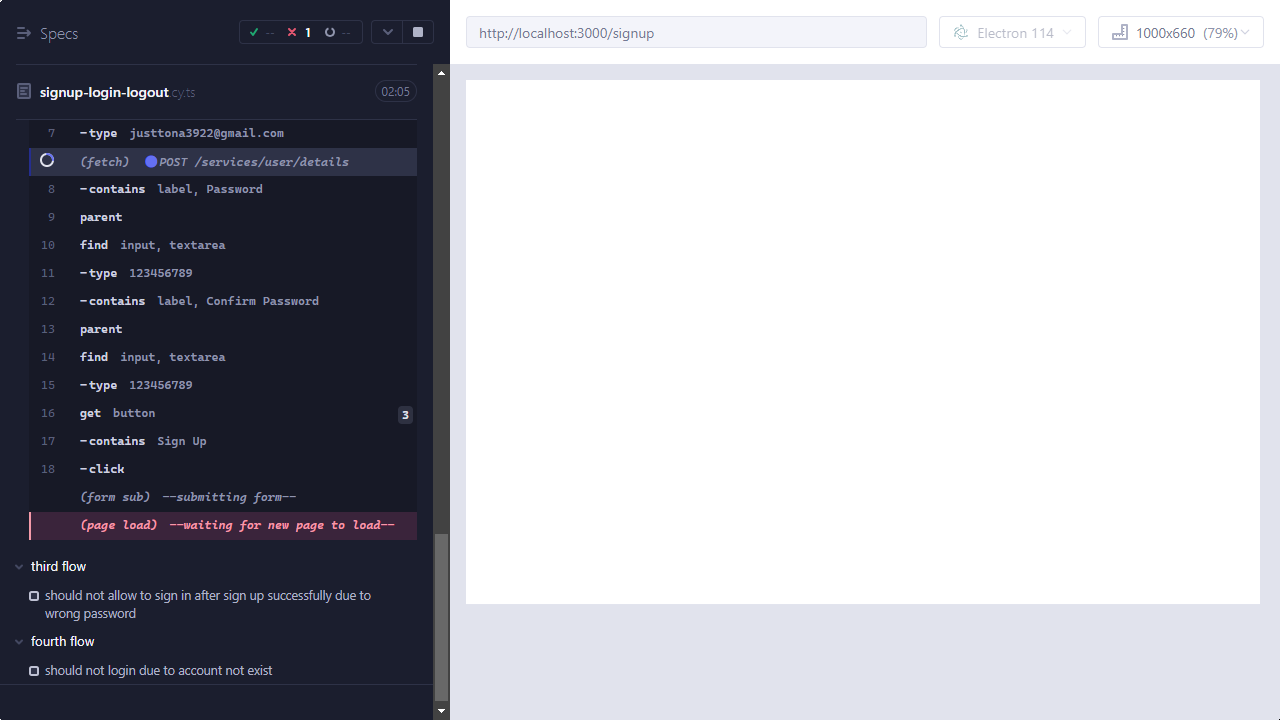 Specs
-- 1 --
http://localhost:3000/signup
Electron 114
1000x660 (79%)
signup-login-logout.cy.ts
02:05
7 -type justtona3922@gmail.com
(fetch) POST /services/user/details
8 -contains label, Password
9 parent
10 find input, textarea
11 -type 123456789
12 -contains label, Confirm Password
13 parent
14 find input, textarea
15 -type 123456789
16 get button 3
17 -contains Sign Up
18 -click
(form sub) --submitting form--
(page load) --waiting for new page to load--
third flow
should not allow to sign in after sign up successfully due to
wrong password
fourth flow
should not login due to account not exist